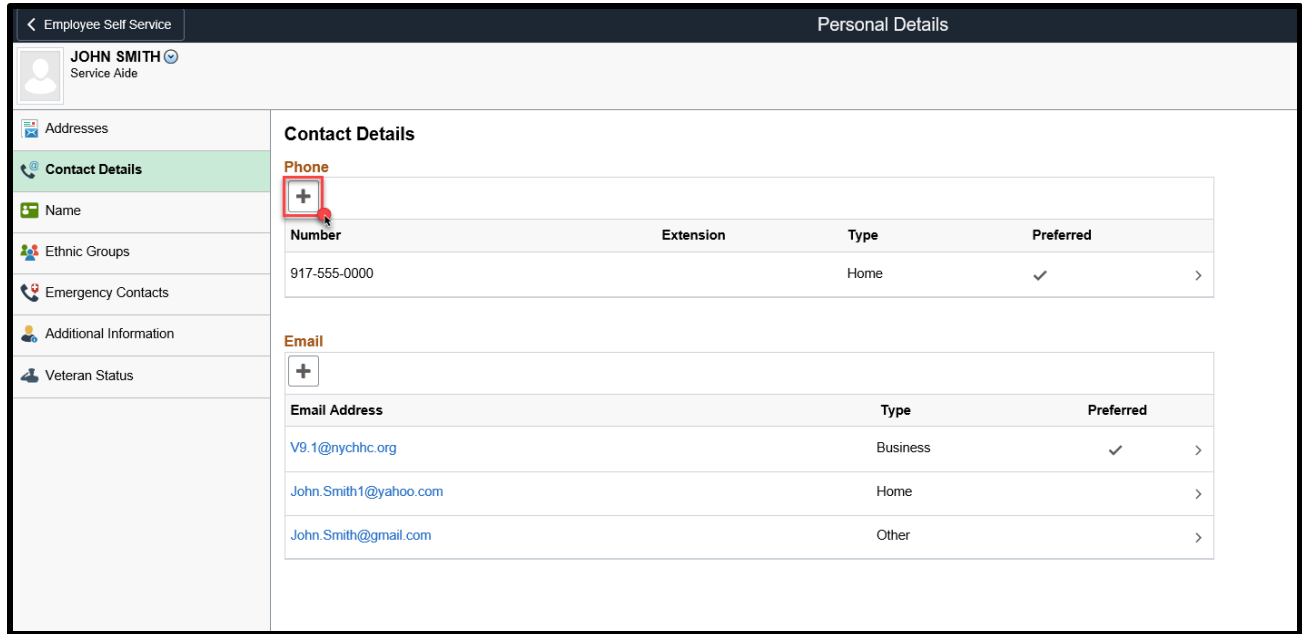 Employee Self Service
Personal Details
JOHN SMITH
Service Aide
Addresses
Contact Details
Name
Ethnic Groups
Emergency Contacts
Additional Information
Veteran Status
Contact Details
Phone
Number Extension Type Preferred
917-555-0000 Home
Email
Email Address Type Preferred
V9.1@nychhc.org Business
John.Smith1@yahoo.com Home
John.Smith@gmail.com Other